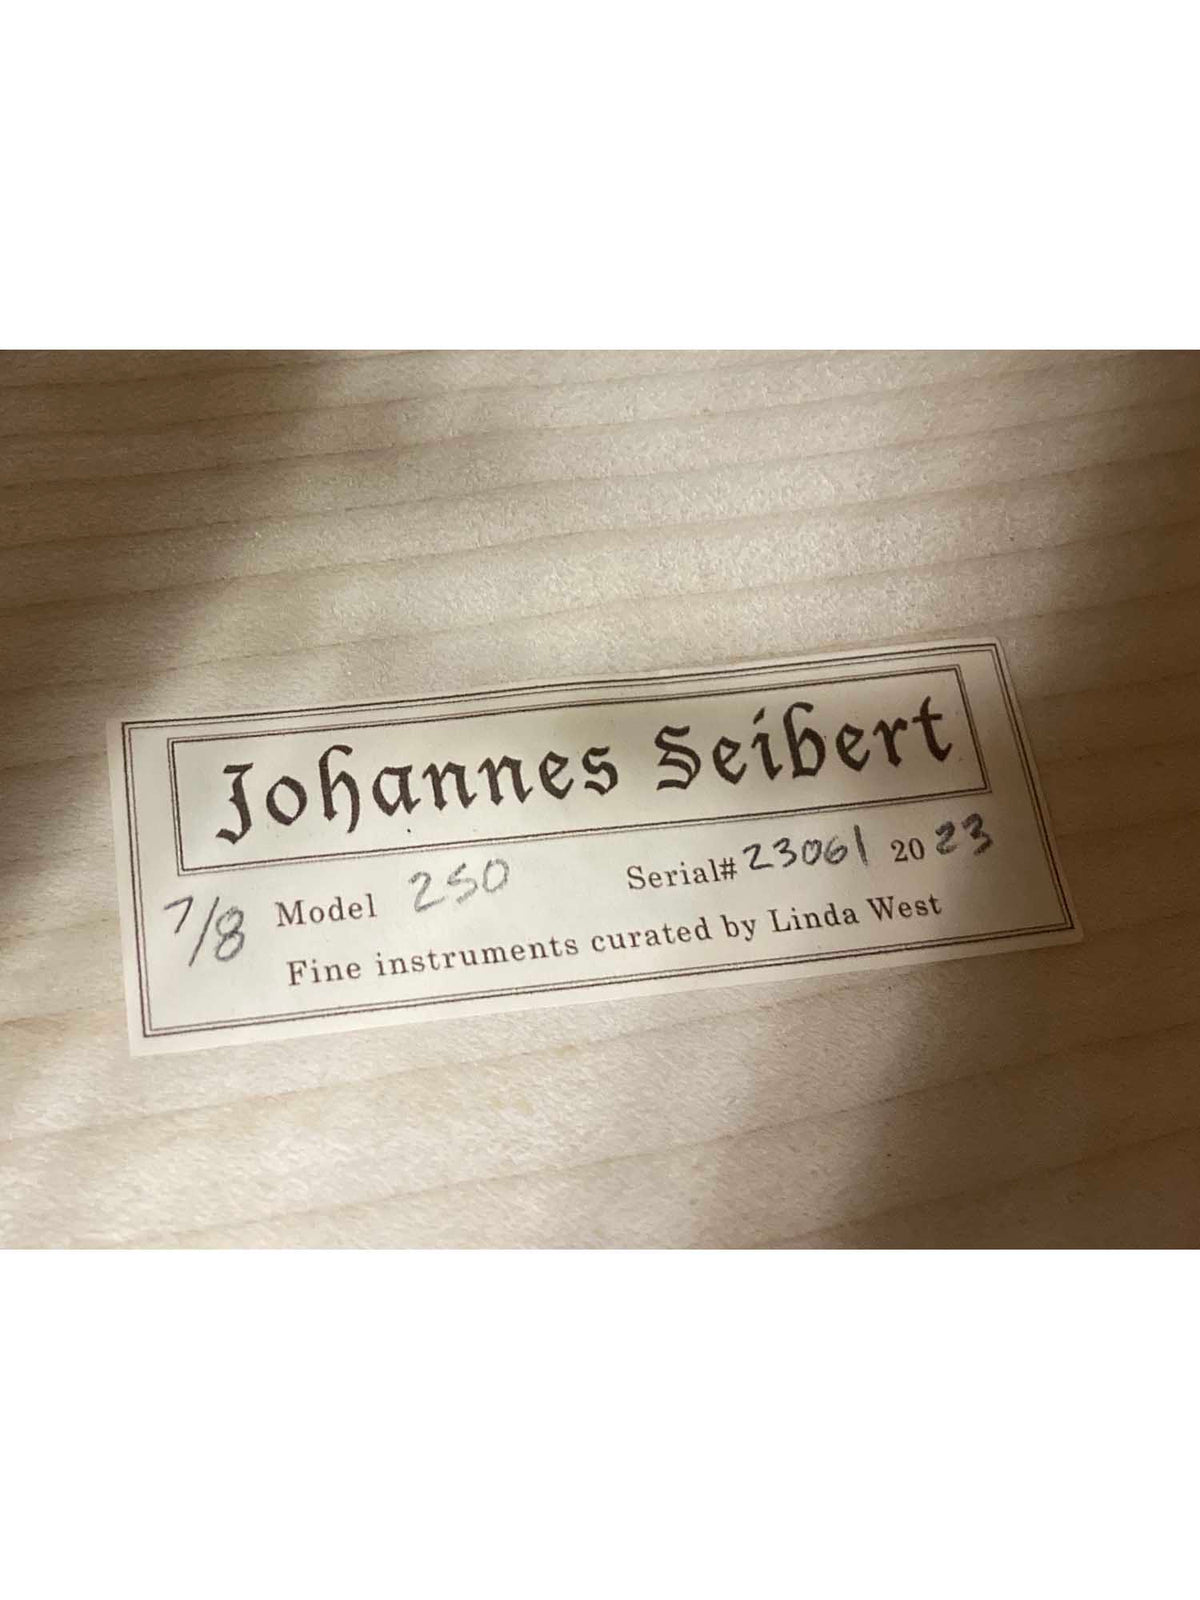 Johannes Seibert
7/8 Model 250 Serial# 23061 2023
Fine instruments curated by Linda West